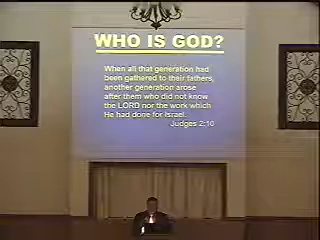 WHO IS GOD?
When all that generation had
been gathered to their fathers,
another generation arose
after them who did not know
the LORD nor the work which
He had done for Israel.
Judges 2:10